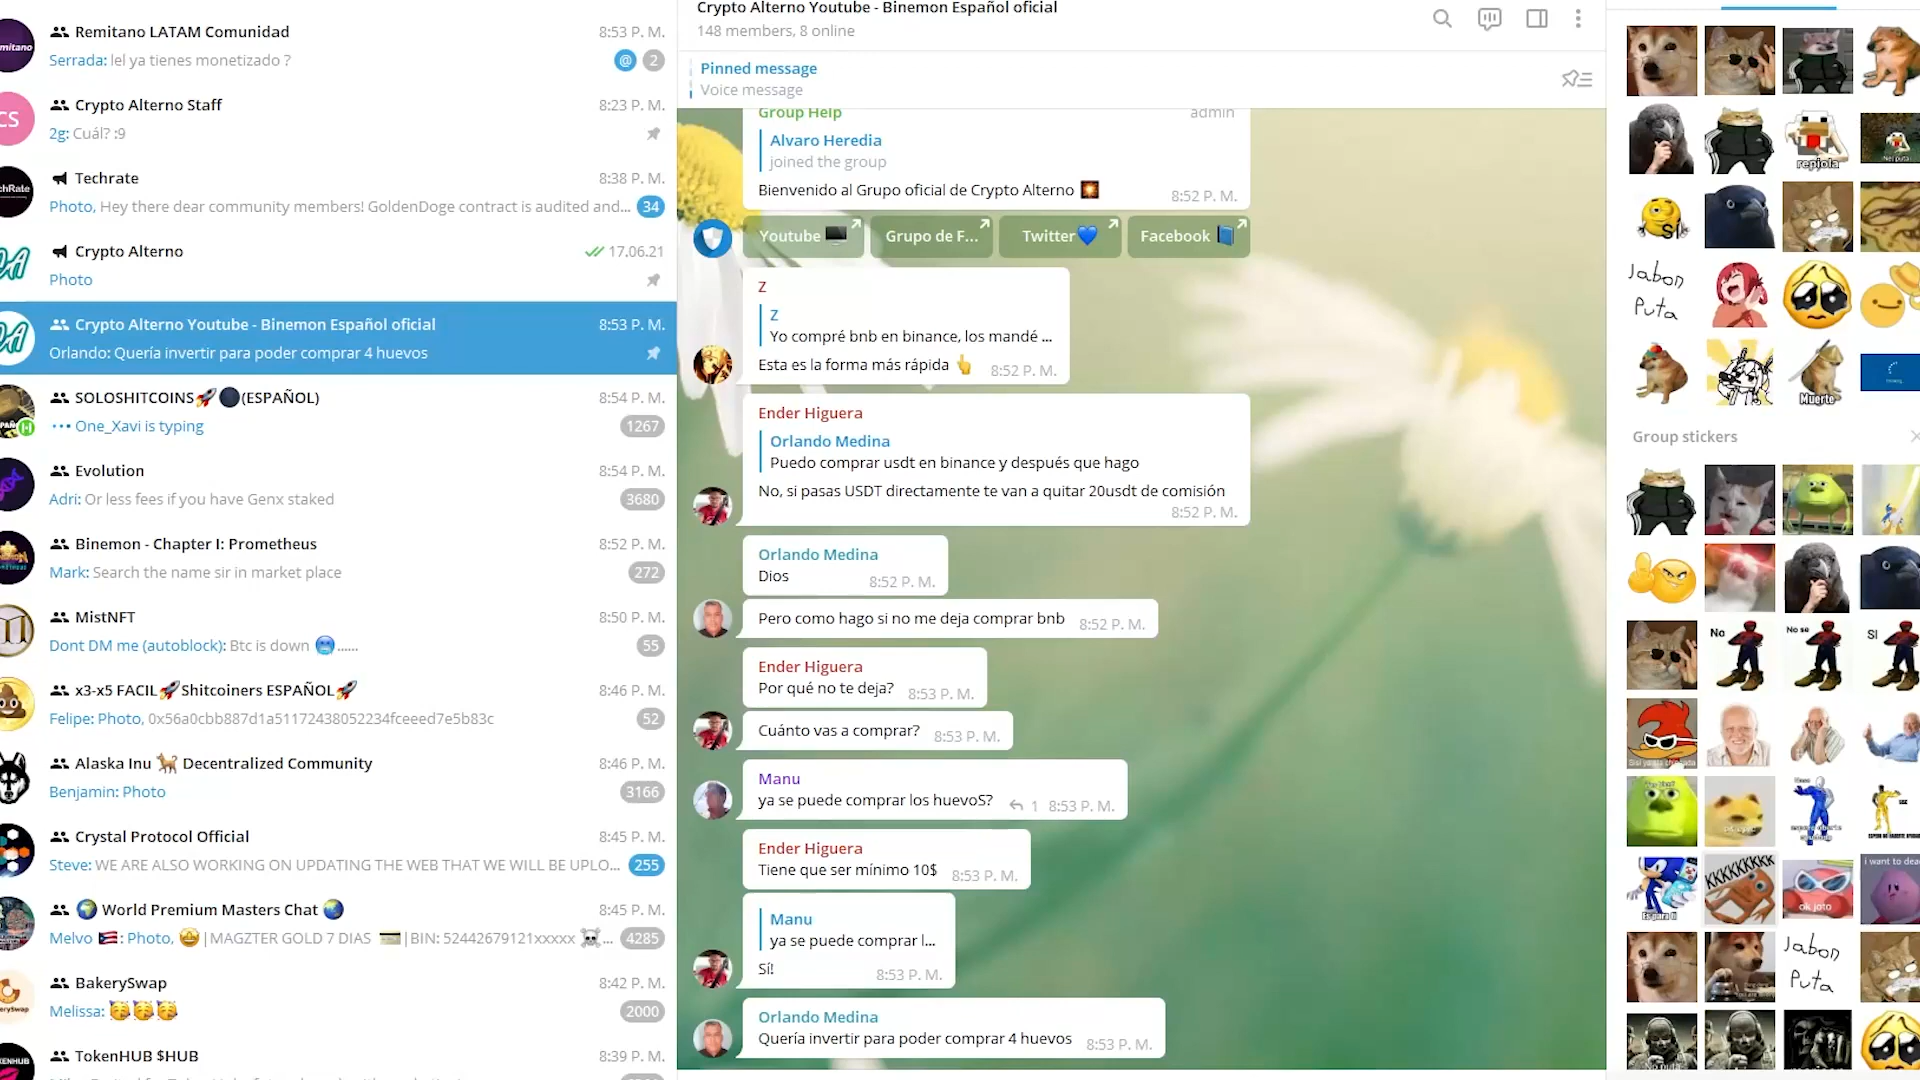 Remitano LATAM Comunidad 8:53 P. M.
Serrada: lel ya tienes monetizado ? @ 2
CS
Crypto Alterno Staff 8:23 P. M.
2g: Cuál? :9
Techrate 8:38 P. M.
Photo, Hey there dear community members! GoldenDoge contract is audited and... 34
Crypto Alterno 17.06.21
Photo
Crypto Alterno Youtube - Binemon Español oficial 8:53 P. M.
Orlando: Quería invertir para poder comprar 4 huevos
SOLOSHITCOINS🚀🌑(ESPAÑOL) 8:54 P. M.
One_Xavi is typing 1267
Evolution 8:54 P. M.
Adri: Or less fees if you have Genx staked 3680
Binemon - Chapter I: Prometheus 8:52 P. M.
Mark: Search the name sir in market place 272
MistNFT 8:50 P. M.
Dont DM me (autoblock): Btc is down 🥶...... 55
x3-x5 FACIL🚀Shitcoiners ESPAÑOL🚀 8:46 P. M.
Felipe: Photo, 0x56a0cbb887d1a51172438052234fceeed7e5b83c 52
Alaska Inu 🐕 Decentralized Community 8:46 P. M.
Benjamin: Photo 3166
Crystal Protocol Official 8:45 P. M.
Steve: WE ARE ALSO WORKING ON UPDATING THE WEB THAT WE WILL BE UPLO... 255
🌍 World Premium Masters Chat 🌍 8:45 P. M.
Melvo 🇵🇷: Photo, 🤩|MAGZTER GOLD 7 DIAS 💳|BIN: 52442679121xxxxx ☠️... 4285
BakerySwap 8:42 P. M.
Melissa: 🥳🥳🥳 2000
TokenHUB $HUB 8:39 P. M.
Crypto Alterno Youtube - Binemon Español oficial
148 members, 8 online
Pinned message
Voice message
Group Help admin
Alvaro Heredia
joined the group
Bienvenido al Grupo oficial de Crypto Alterno 🎆
8:52 P. M.
Youtube 🖥️ Grupo de F... Twitter💙 Facebook 📘
Z
Z
Yo compré bnb en binance, los mandé ...
Esta es la forma más rápida 👆 8:52 P. M.
Ender Higuera
Orlando Medina
Puedo comprar usdt en binance y después que hago
No, si pasas USDT directamente te van a quitar 20usdt de comisión
8:52 P. M.
Orlando Medina
Dios 8:52 P. M.
Pero como hago si no me deja comprar bnb 8:52 P. M.
Ender Higuera
Por qué no te deja? 8:53 P. M.
Cuánto vas a comprar? 8:53 P. M.
Manu
ya se puede comprar los huevoS? 1 8:53 P. M.
Ender Higuera
Tiene que ser mínimo 10$ 8:53 P. M.
Manu
ya se puede comprar l...
Sí! 8:53 P. M.
Orlando Medina
Quería invertir para poder comprar 4 huevos 8:53 P. M.
repiola
SI
Jabon
Puta
Muerto
Group stickers
No
No se
SI
KKKKKKKK
ok joto
i want to dea
Jabon
Puta